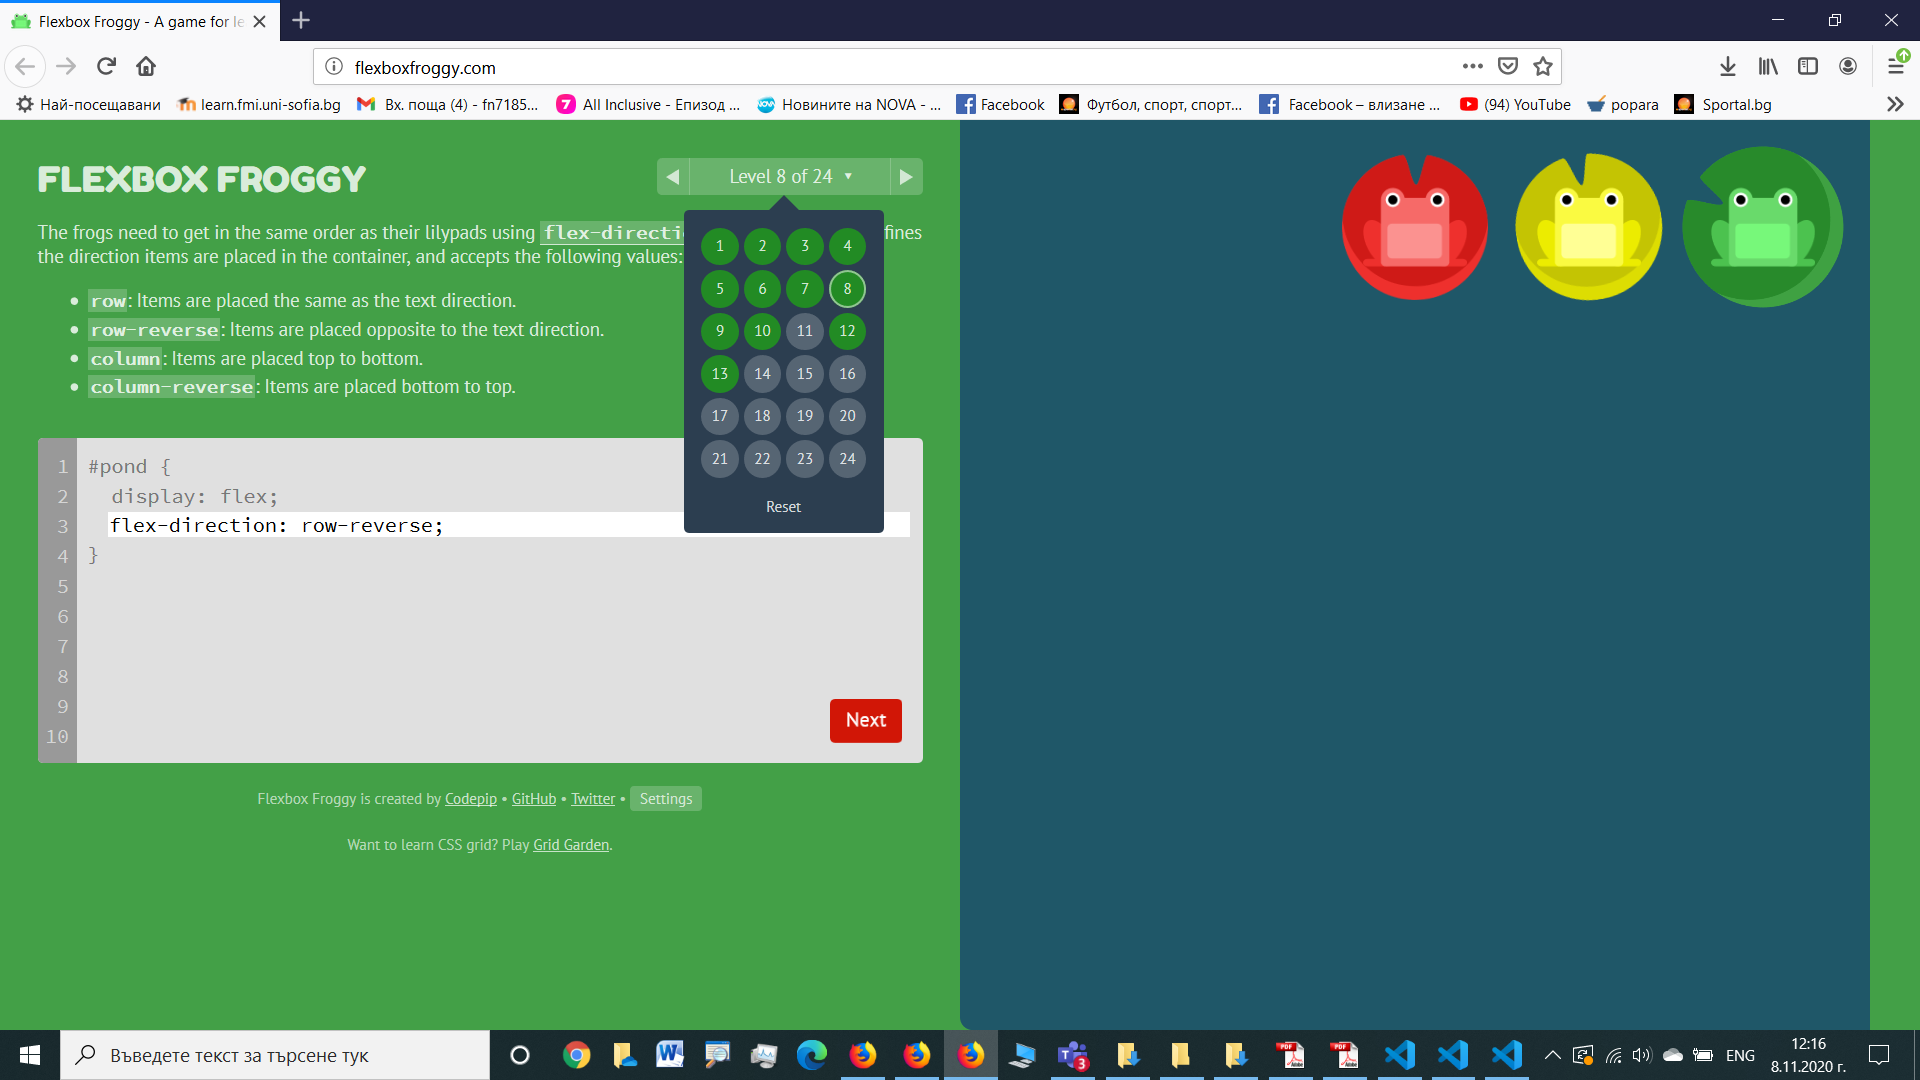 Flexbox Froggy - A game for le
flexboxfroggy.com
Най-посещавани learn.fmi.uni-sofia.bg Вх. поща (4) - fn7185... All Inclusive - Епизод ... Новините на NOVA - ... Facebook Футбол, спорт, спорт... Facebook – влизане ... (94) YouTube popara Sportal.bg
FLEXBOX FROGGY
Level 8 of 24 ▼
The frogs need to get in the same order as their lilypads using flex-directi fines
the direction items are placed in the container, and accepts the following values:
• row: Items are placed the same as the text direction.
• row-reverse: Items are placed opposite to the text direction.
• column: Items are placed top to bottom.
• column-reverse: Items are placed bottom to top.
1 2 3 4
5 6 7 8
9 10 11 12
13 14 15 16
17 18 19 20
21 22 23 24
Reset
1 #pond {
2 display: flex;
3 flex-direction: row-reverse;
4 }
5
6
7
8
9
10
Next
Flexbox Froggy is created by Codepip • GitHub • Twitter • Settings
Want to learn CSS grid? Play Grid Garden.
Въведете текст за търсене тук
3
ENG
12:16
8.11.2020 г.